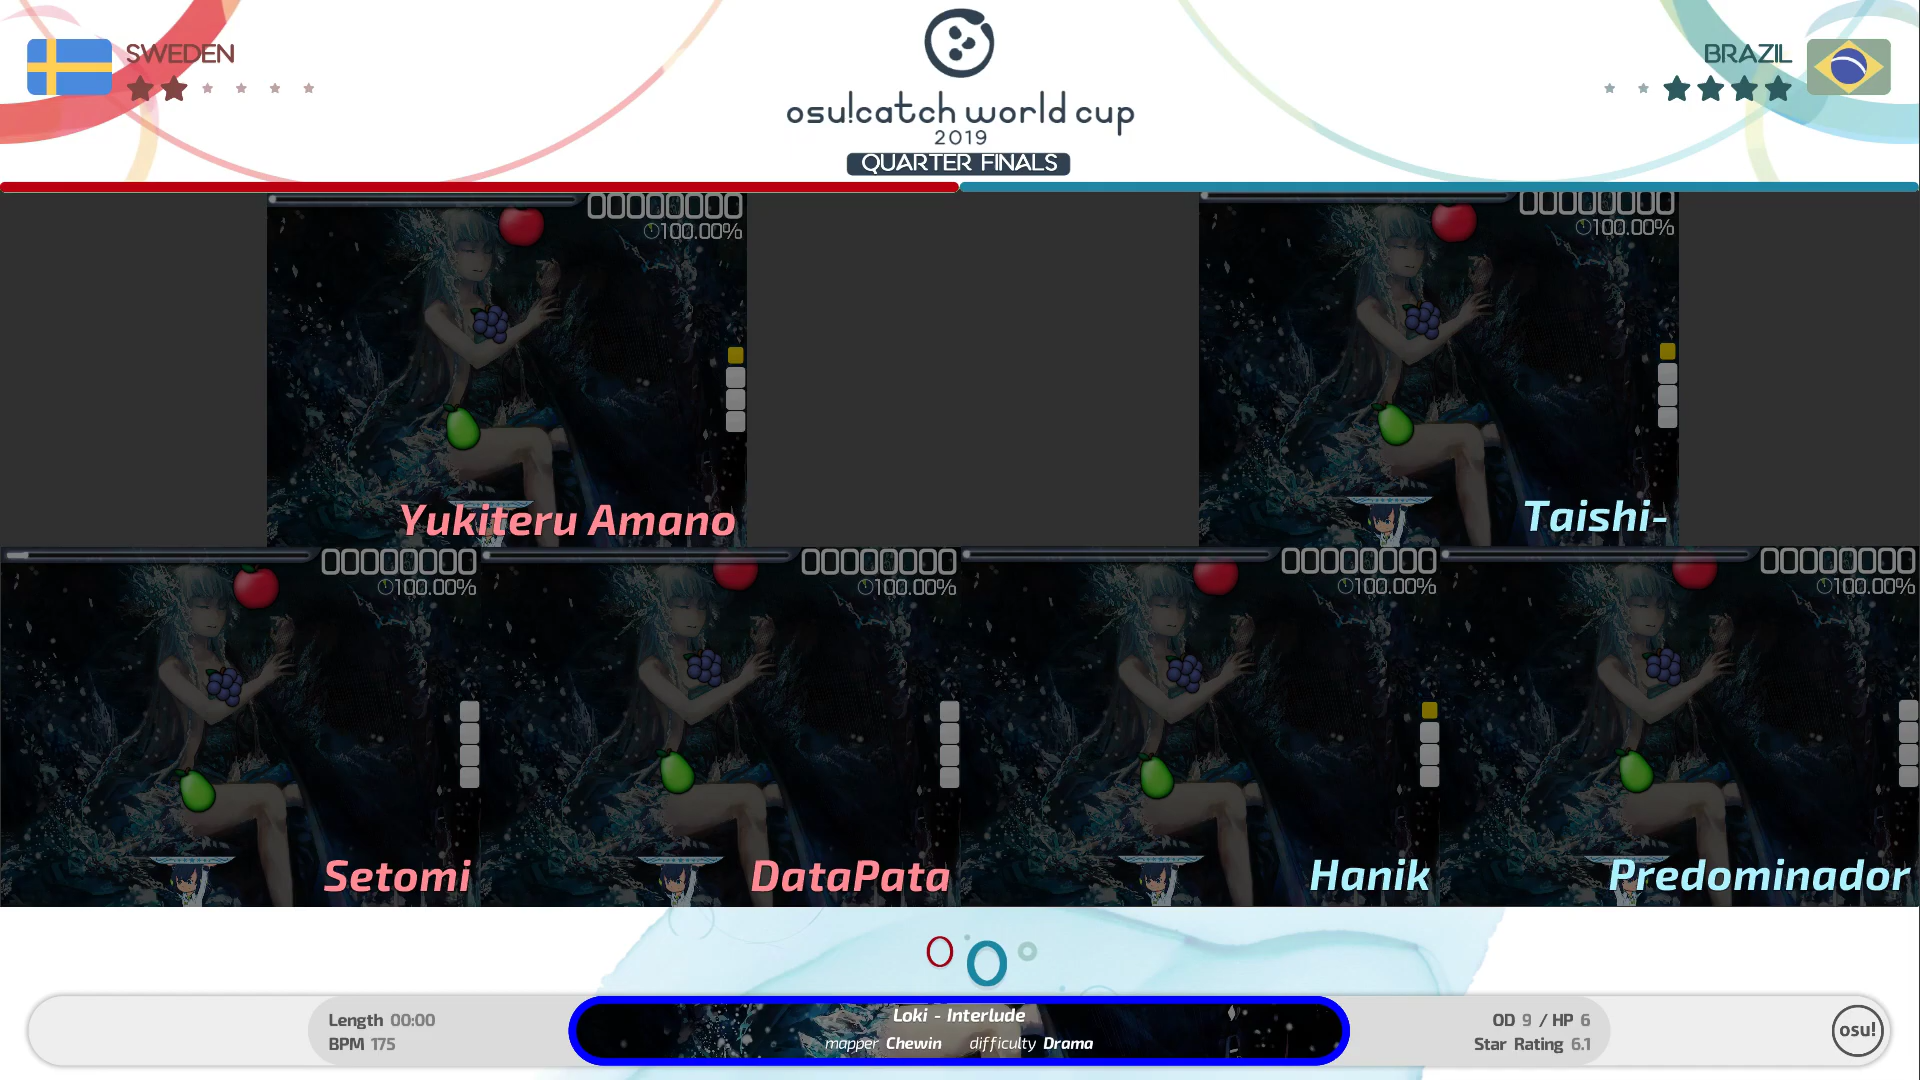 SWEDEN
BRAZIL
osu!catch world cup
2019
QUARTER FINALS
00000000
100.00%
00000000
100.00%
Yukiteru Amano
Taishi-
00000000
100.00%
00000000
100.00%
00000000
100.00%
00000000
100.00%
Setomi
DataPata
Hanik
Predominador
0
0
Length 00:00
BPM 175
Loki - Interlude
mapper Chewin difficulty Drama
OD 9 / HP 6
Star Rating 6.1
osu!